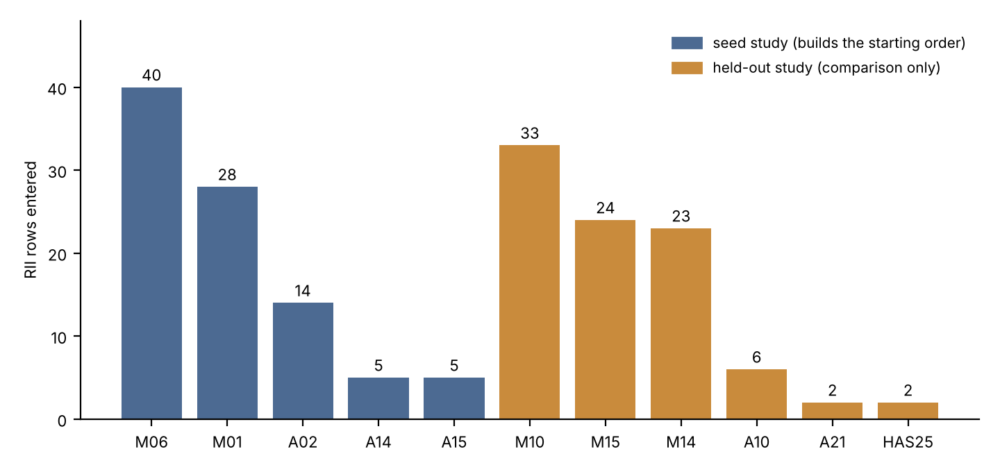 seed study (builds the starting order)
held-out study (comparison only)
RII rows entered
40
30
20
10
0
40
28
14
5
5
33
24
23
6
2
2
M06
M01
A02
A14
A15
M10
M15
M14
A10
A21
HAS25